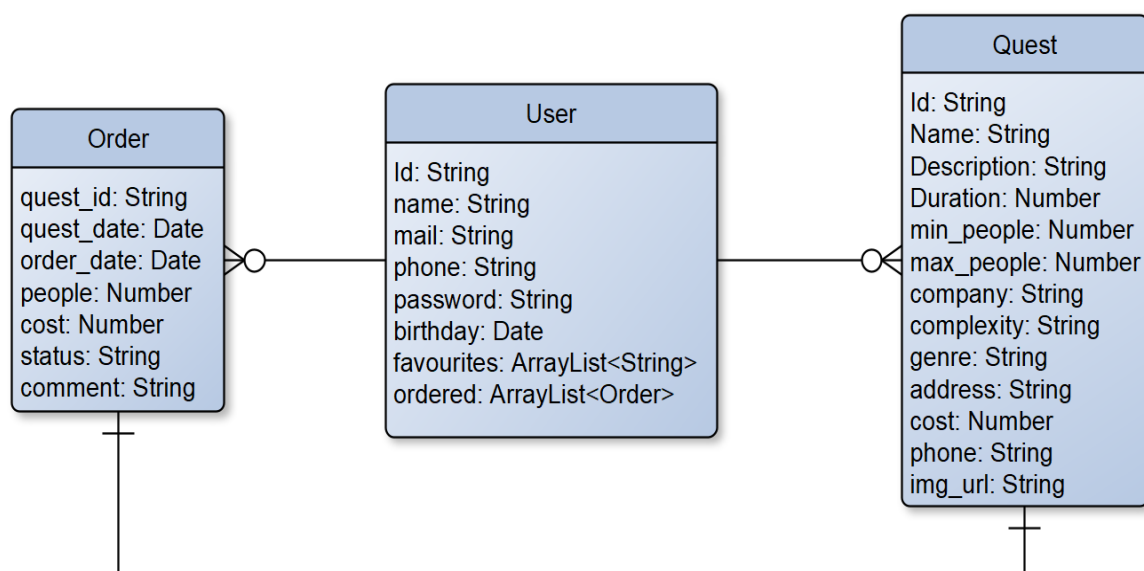 Order
quest_id: String
quest_date: Date
order_date: Date
people: Number
cost: Number
status: String
comment: String
User
Id: String
name: String
mail: String
phone: String
password: String
birthday: Date
favourites: ArrayList<String>
ordered: ArrayList<Order>
Quest
Id: String
Name: String
Description: String
Duration: Number
min_people: Number
max_people: Number
company: String
complexity: String
genre: String
address: String
cost: Number
phone: String
img_url: String